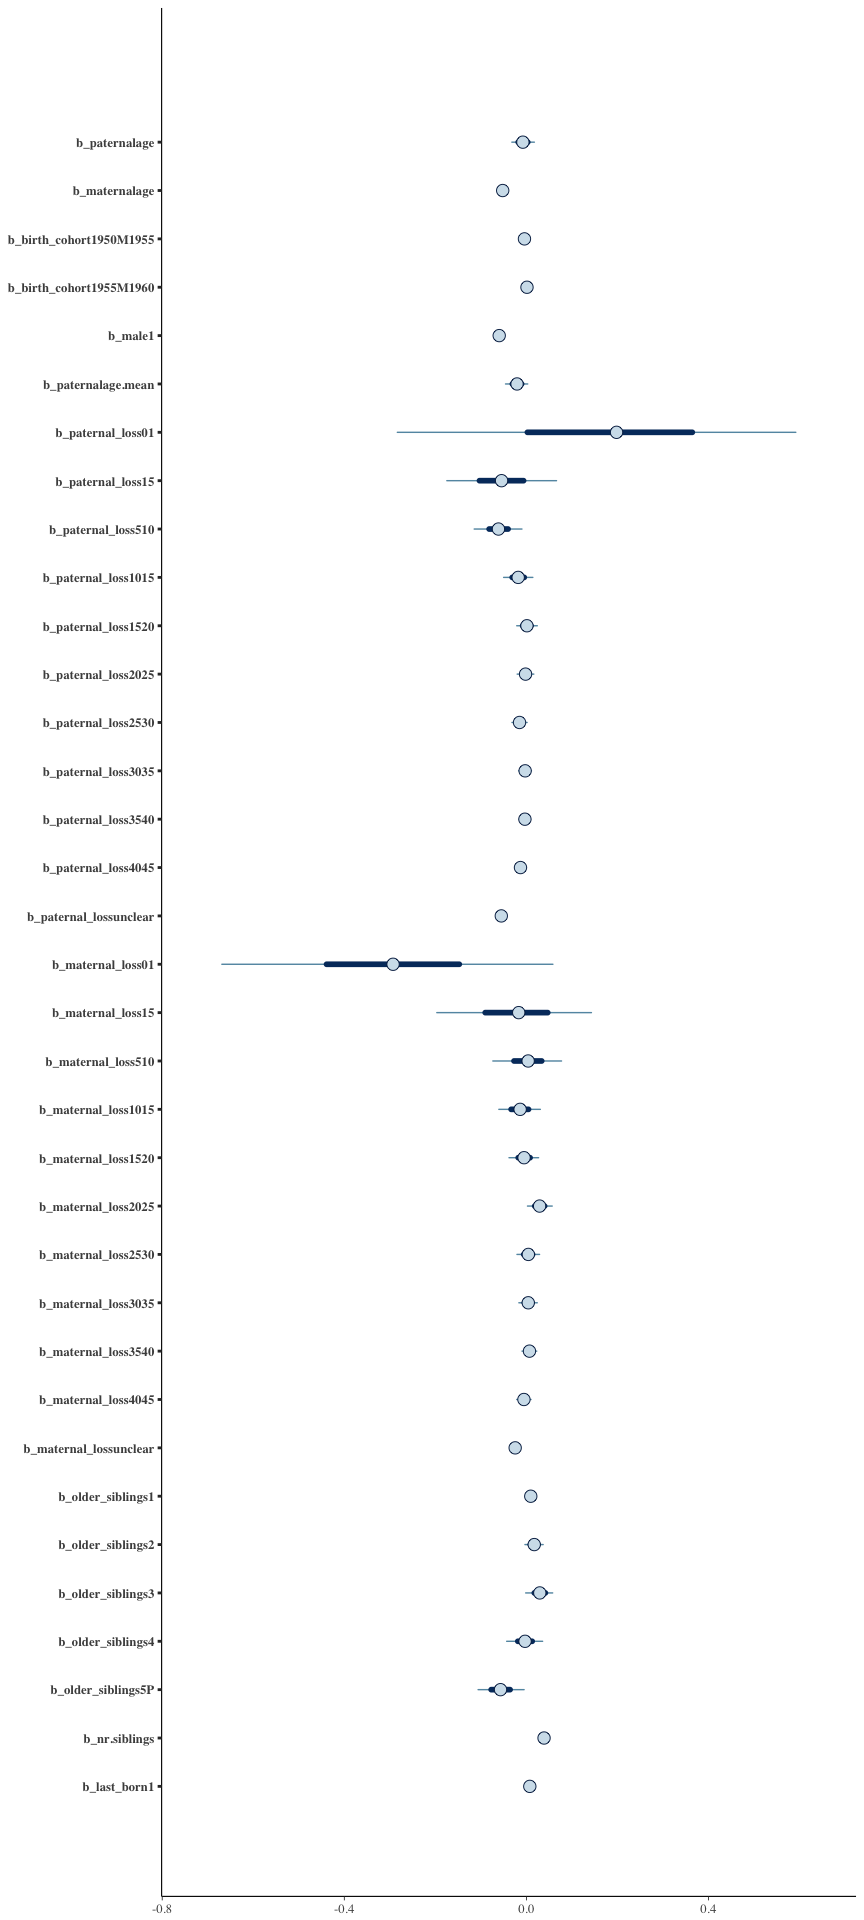 b_paternalage
b_maternalage
b_birth_cohort1950M1955
b_birth_cohort1955M1960
b_male1
b_paternalage.mean
b_paternal_loss01
b_paternal_loss15
b_paternal_loss510
b_paternal_loss1015
b_paternal_loss1520
b_paternal_loss2025
b_paternal_loss2530
b_paternal_loss3035
b_paternal_loss3540
b_paternal_loss4045
b_paternal_lossunclear
b_maternal_loss01
b_maternal_loss15
b_maternal_loss510
b_maternal_loss1015
b_maternal_loss1520
b_maternal_loss2025
b_maternal_loss2530
b_maternal_loss3035
b_maternal_loss3540
b_maternal_loss4045
b_maternal_lossunclear
b_older_siblings1
b_older_siblings2
b_older_siblings3
b_older_siblings4
b_older_siblings5P
b_nr.siblings
b_last_born1
-0.8 -0.4 0.0 0.4